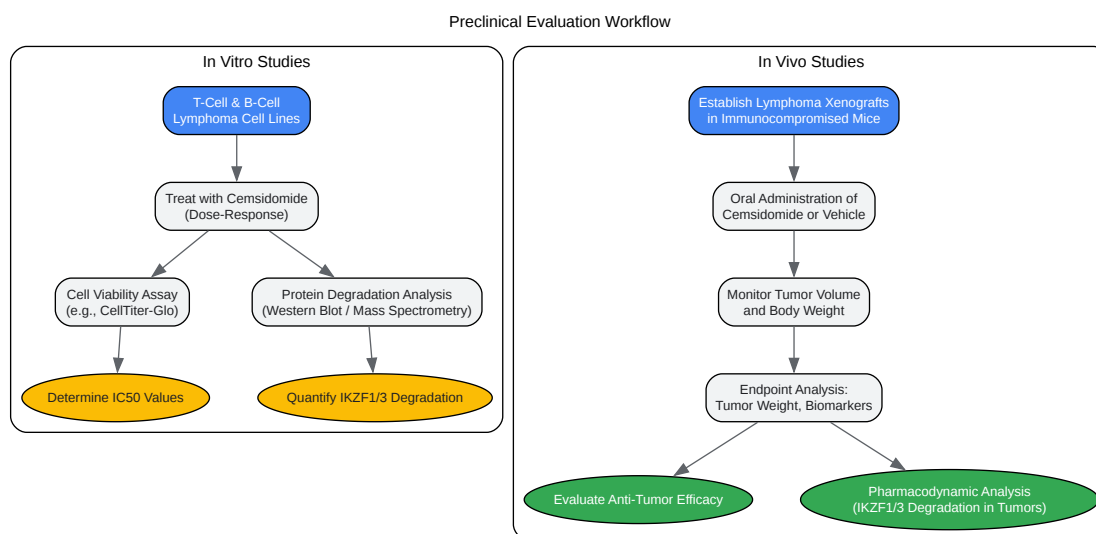 Preclinical Evaluation Workflow
In Vitro Studies
T-Cell & B-Cell
Lymphoma Cell Lines
Treat with Cemsidomide
(Dose-Response)
Cell Viability Assay
(e.g., CellTiter-Glo)
Protein Degradation Analysis
(Western Blot / Mass Spectrometry)
Determine IC50 Values
Quantify IKZF1/3 Degradation
In Vivo Studies
Establish Lymphoma Xenografts
in Immunocompromised Mice
Oral Administration of
Cemsidomide or Vehicle
Monitor Tumor Volume
and Body Weight
Endpoint Analysis:
Tumor Weight, Biomarkers
Evaluate Anti-Tumor Efficacy
Pharmacodynamic Analysis
(IKZF1/3 Degradation in Tumors)